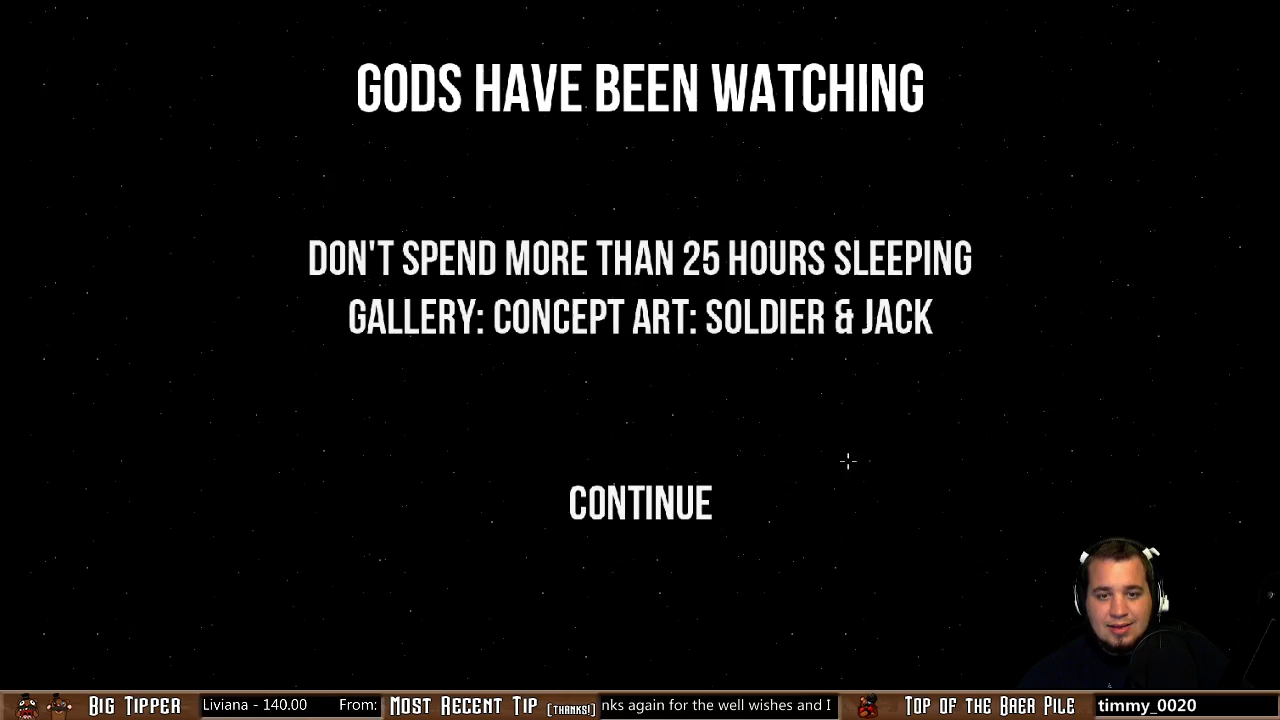 GODS HAVE BEEN WATCHING
DON'T SPEND MORE THAN 25 HOURS SLEEPING
GALLERY: CONCEPT ART: SOLDIER & JACK
CONTINUE
BIG TIPPER Liviana - 140.00 From: MOST RECENT TIP [THANKS!] nks again for the well wishes and I TOP OF THE BAER PILE timmy_0020